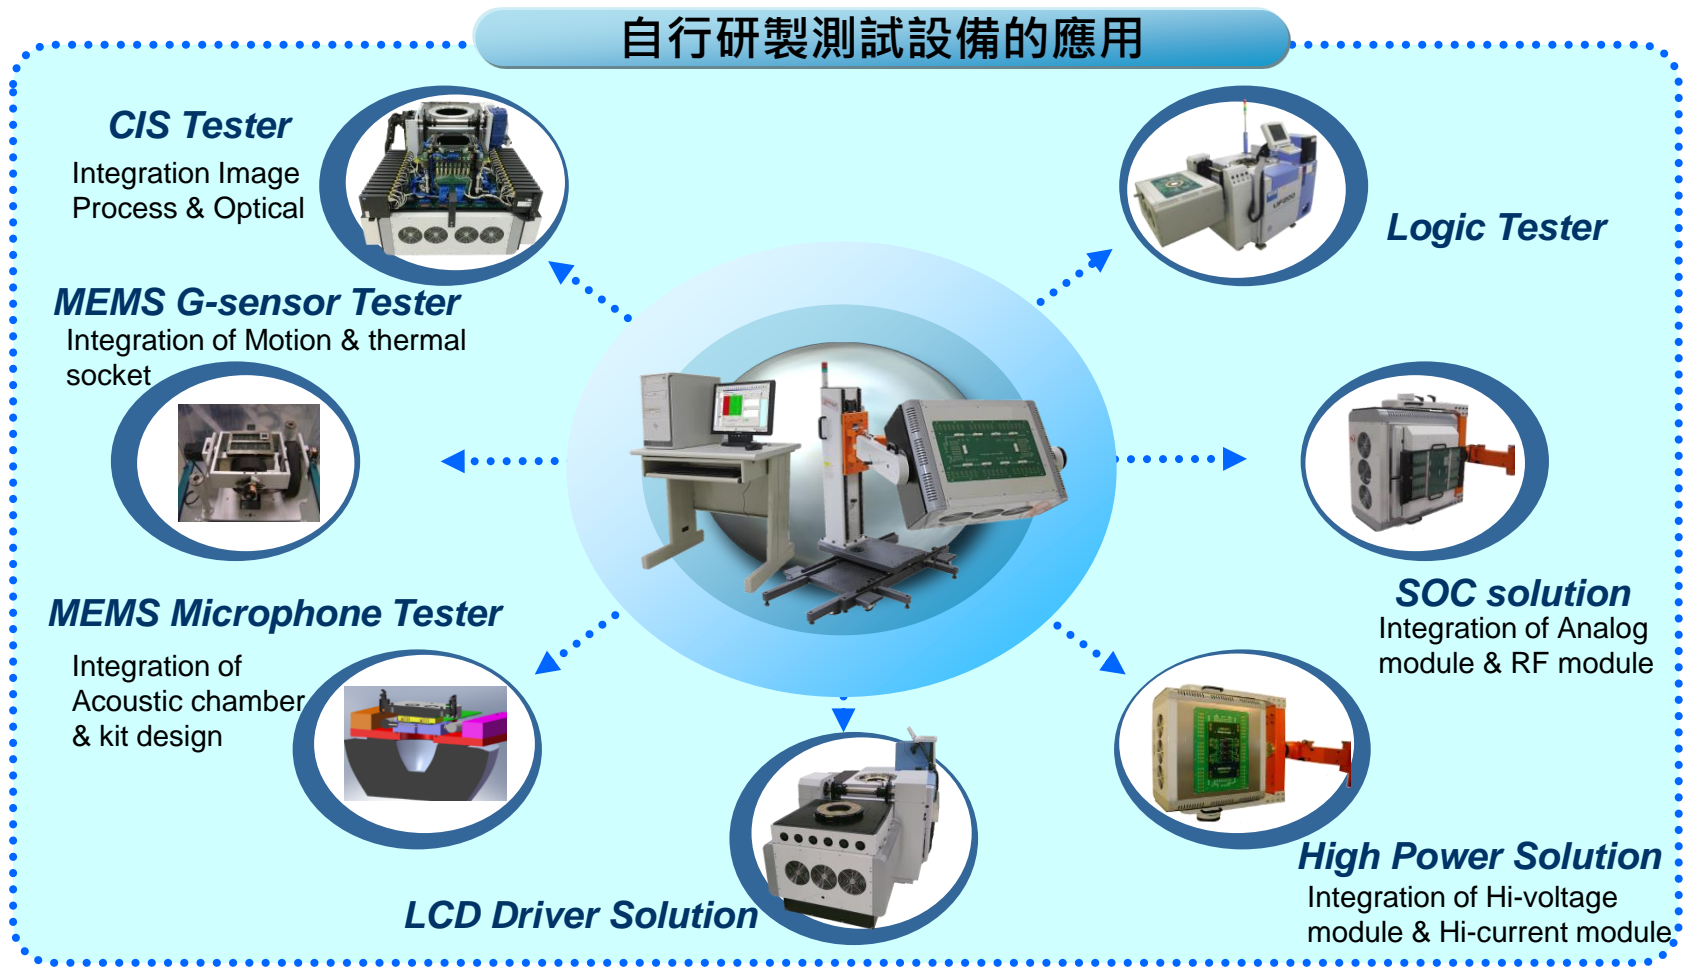 自行研製測試設備的應用
CIS Tester
Integration Image
Process & Optical
MEMS G-sensor Tester
Integration of Motion & thermal
socket
MEMS Microphone Tester
Integration of
Acoustic chamber
& kit design
LCD Driver Solution
Logic Tester
SOC solution
Integration of Analog
module & RF module
High Power Solution
Integration of Hi-voltage
module & Hi-current module